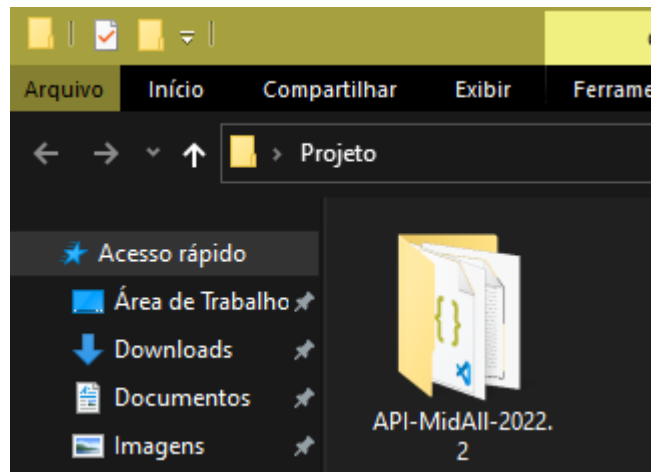 Arquivo Início Compartilhar Exibir Ferrame
Projeto
Acesso rápido
Área de Trabalho
Downloads
Documentos
Imagens
API-MidAll-2022.
2